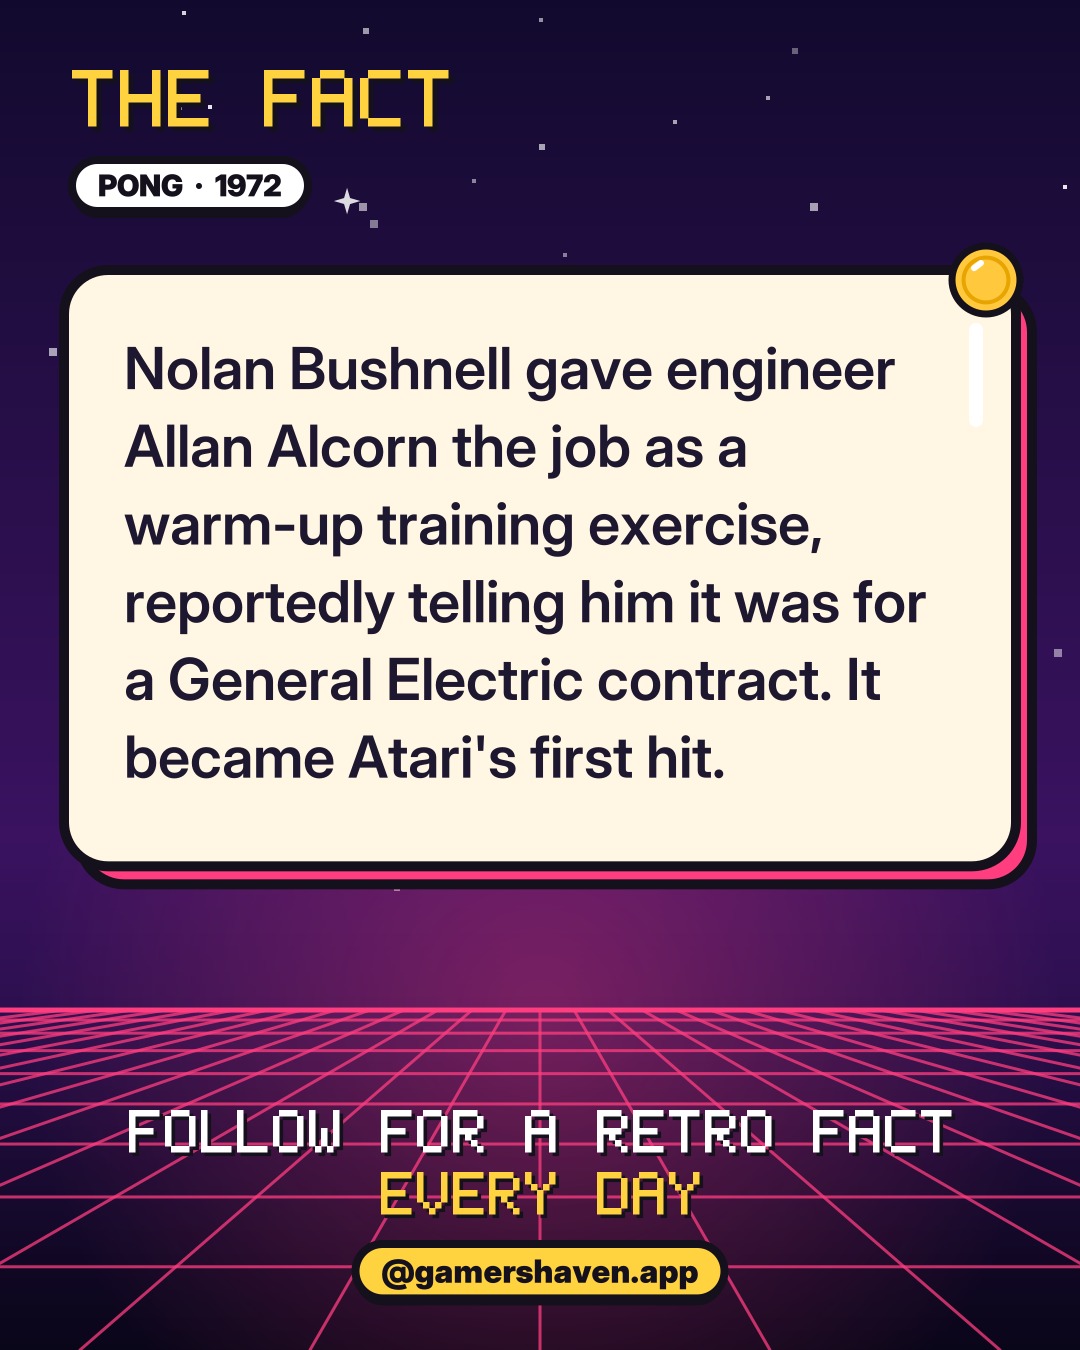 THE FACT
PONG · 1972
Nolan Bushnell gave engineer
Allan Alcorn the job as a
warm-up training exercise,
reportedly telling him it was for
a General Electric contract. It
became Atari's first hit.
FOLLOW FOR A RETRO FACT
EVERY DAY
@gamershaven.app